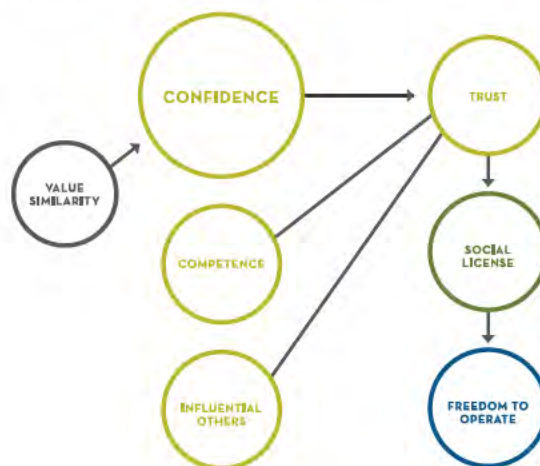 CONFIDENCE
TRUST
VALUE
SIMILARITY
COMPETENCE
SOCIAL
LICENSE
INFLUENTIAL
OTHERS
FREEDOM TO
OPERATE